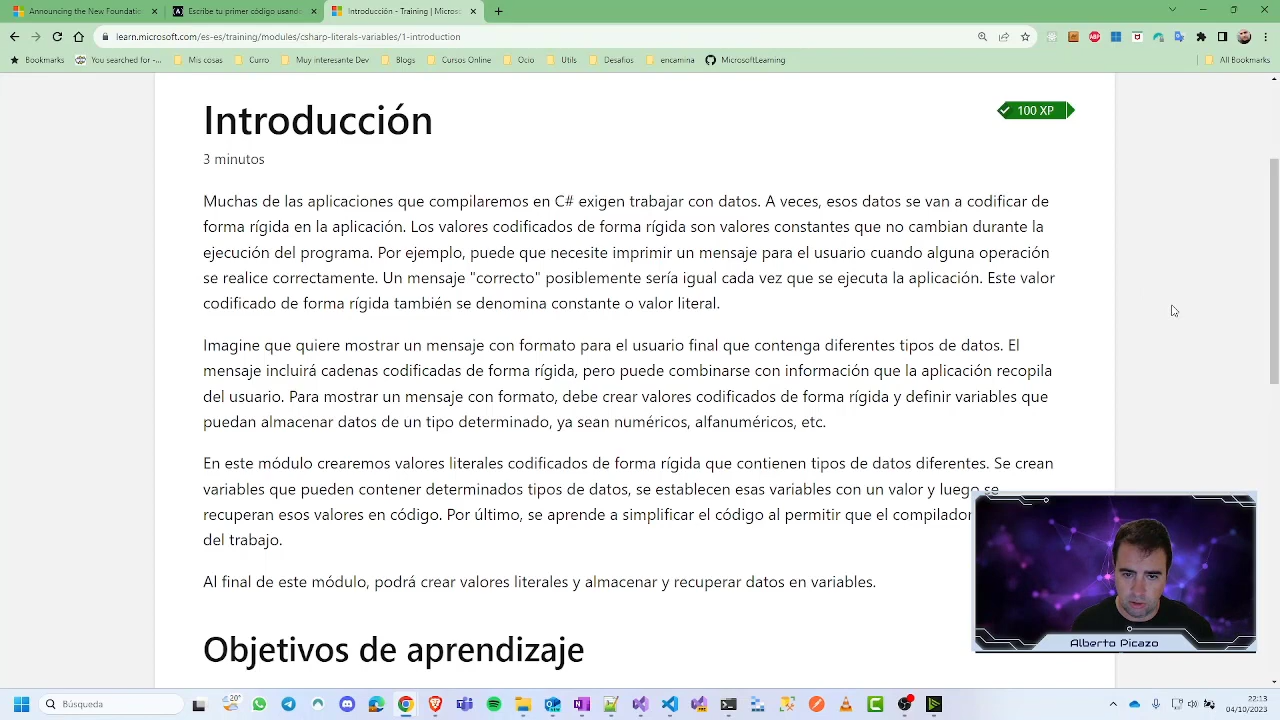 Announcing the New Foundatic
Escribe tu primer código usando
Introducción - Training | Micros
learn.microsoft.com/es-es/training/modules/csharp-literals-variables/1-introduction
Bookmarks
You searched for -...
Mis cosas
Curro
Muy interesante Dev
Blogs
Cursos Online
Ocio
Utils
Desafios
encamina
MicrosoftLearning
All Bookmarks
Introducción
100 XP
3 minutos
Muchas de las aplicaciones que compilaremos en C# exigen trabajar con datos. A veces, esos datos se van a codificar de
forma rígida en la aplicación. Los valores codificados de forma rígida son valores constantes que no cambian durante la
ejecución del programa. Por ejemplo, puede que necesite imprimir un mensaje para el usuario cuando alguna operación
se realice correctamente. Un mensaje "correcto" posiblemente sería igual cada vez que se ejecuta la aplicación. Este valor
codificado de forma rígida también se denomina constante o valor literal.
Imagine que quiere mostrar un mensaje con formato para el usuario final que contenga diferentes tipos de datos. El
mensaje incluirá cadenas codificadas de forma rígida, pero puede combinarse con información que la aplicación recopila
del usuario. Para mostrar un mensaje con formato, debe crear valores codificados de forma rígida y definir variables que
puedan almacenar datos de un tipo determinado, ya sean numéricos, alfanuméricos, etc.
En este módulo crearemos valores literales codificados de forma rígida que contienen tipos de datos diferentes. Se crean
variables que pueden contener determinados tipos de datos, se establecen esas variables con un valor y luego se
recuperan esos valores en código. Por último, se aprende a simplificar el código al permitir que el compilador
del trabajo.
Al final de este módulo, podrá crear valores literales y almacenar y recuperar datos en variables.
Objetivos de aprendizaje
Alberto Picazo
Búsqueda
20°
22:13
04/10/2023